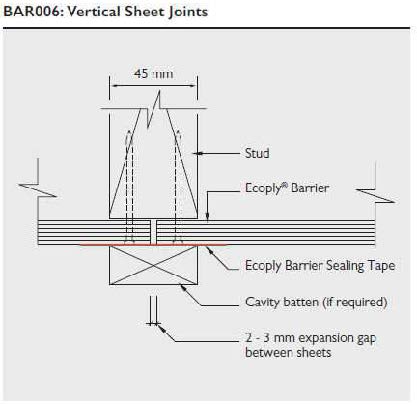 BAR006: Vertical Sheet Joints
45 mm
Stud
Ecoply® Barrier
Ecoply Barrier Sealing Tape
Cavity batten (if required)
2 - 3 mm expansion gap
between sheets